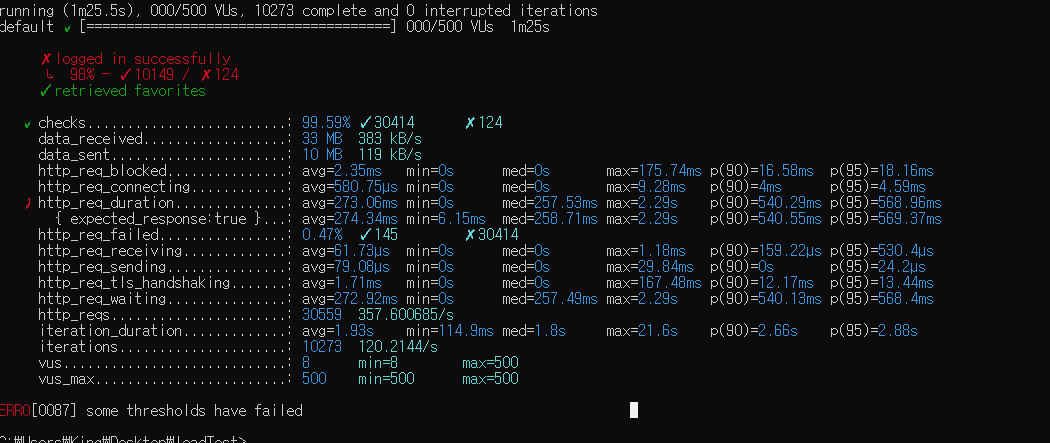 running (1m25.5s), 000/500 VUs, 10273 complete and 0 interrupted iterations
default ✓ [======================================] 000/500 VUs  1m25s
✗ logged in successfully
↳  98% — ✓ 10149 / ✗ 124
✓ retrieved favorites
✓ checks.........................: 99.59% ✓ 30414 ✗ 124
data_received..................: 33 MB 383 kB/s
data_sent......................: 10 MB 119 kB/s
http_req_blocked...............: avg=2.35ms min=0s med=0s max=175.74ms p(90)=16.58ms p(95)=18.16ms
http_req_connecting............: avg=580.75µs min=0s med=0s max=9.28ms p(90)=4ms p(95)=4.59ms
✗ http_req_duration..............: avg=273.06ms min=0s med=257.53ms max=2.29s p(90)=540.29ms p(95)=568.96ms
{ expected_response:true }...: avg=274.34ms min=6.15ms med=258.71ms max=2.29s p(90)=540.55ms p(95)=569.37ms
http_req_failed................: 0.47% ✓ 145 ✗ 30414
http_req_receiving.............: avg=61.73µs min=0s med=0s max=1.18ms p(90)=159.22µs p(95)=530.4µs
http_req_sending...............: avg=79.08µs min=0s med=0s max=29.84ms p(90)=0s p(95)=24.2µs
http_req_tls_handshaking.......: avg=1.71ms min=0s med=0s max=167.48ms p(90)=12.17ms p(95)=13.44ms
http_req_waiting...............: avg=272.92ms min=0s med=257.49ms max=2.29s p(90)=540.13ms p(95)=568.4ms
http_reqs......................: 30559 357.600685/s
iteration_duration.............: avg=1.93s min=114.9ms med=1.8s max=21.6s p(90)=2.66s p(95)=2.88s
iterations.....................: 10273 120.2144/s
vus............................: 8 min=8 max=500
vus_max........................: 500 min=500 max=500
ERRO[0087] some thresholds have failed
C:₩Users₩King₩Desktop₩loadTest>